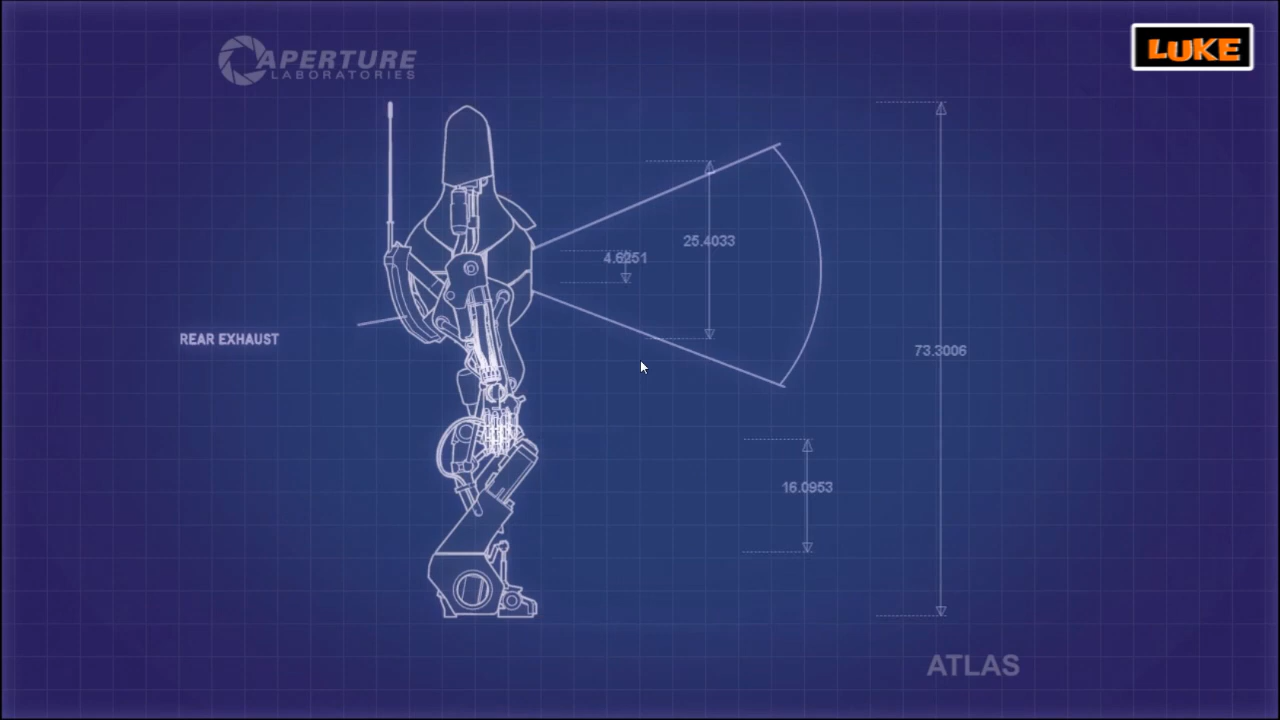 APERTURE
LABORATORIES
LUKE
25.4033
4.6251
REAR EXHAUST
73.3006
16.0953
ATLAS